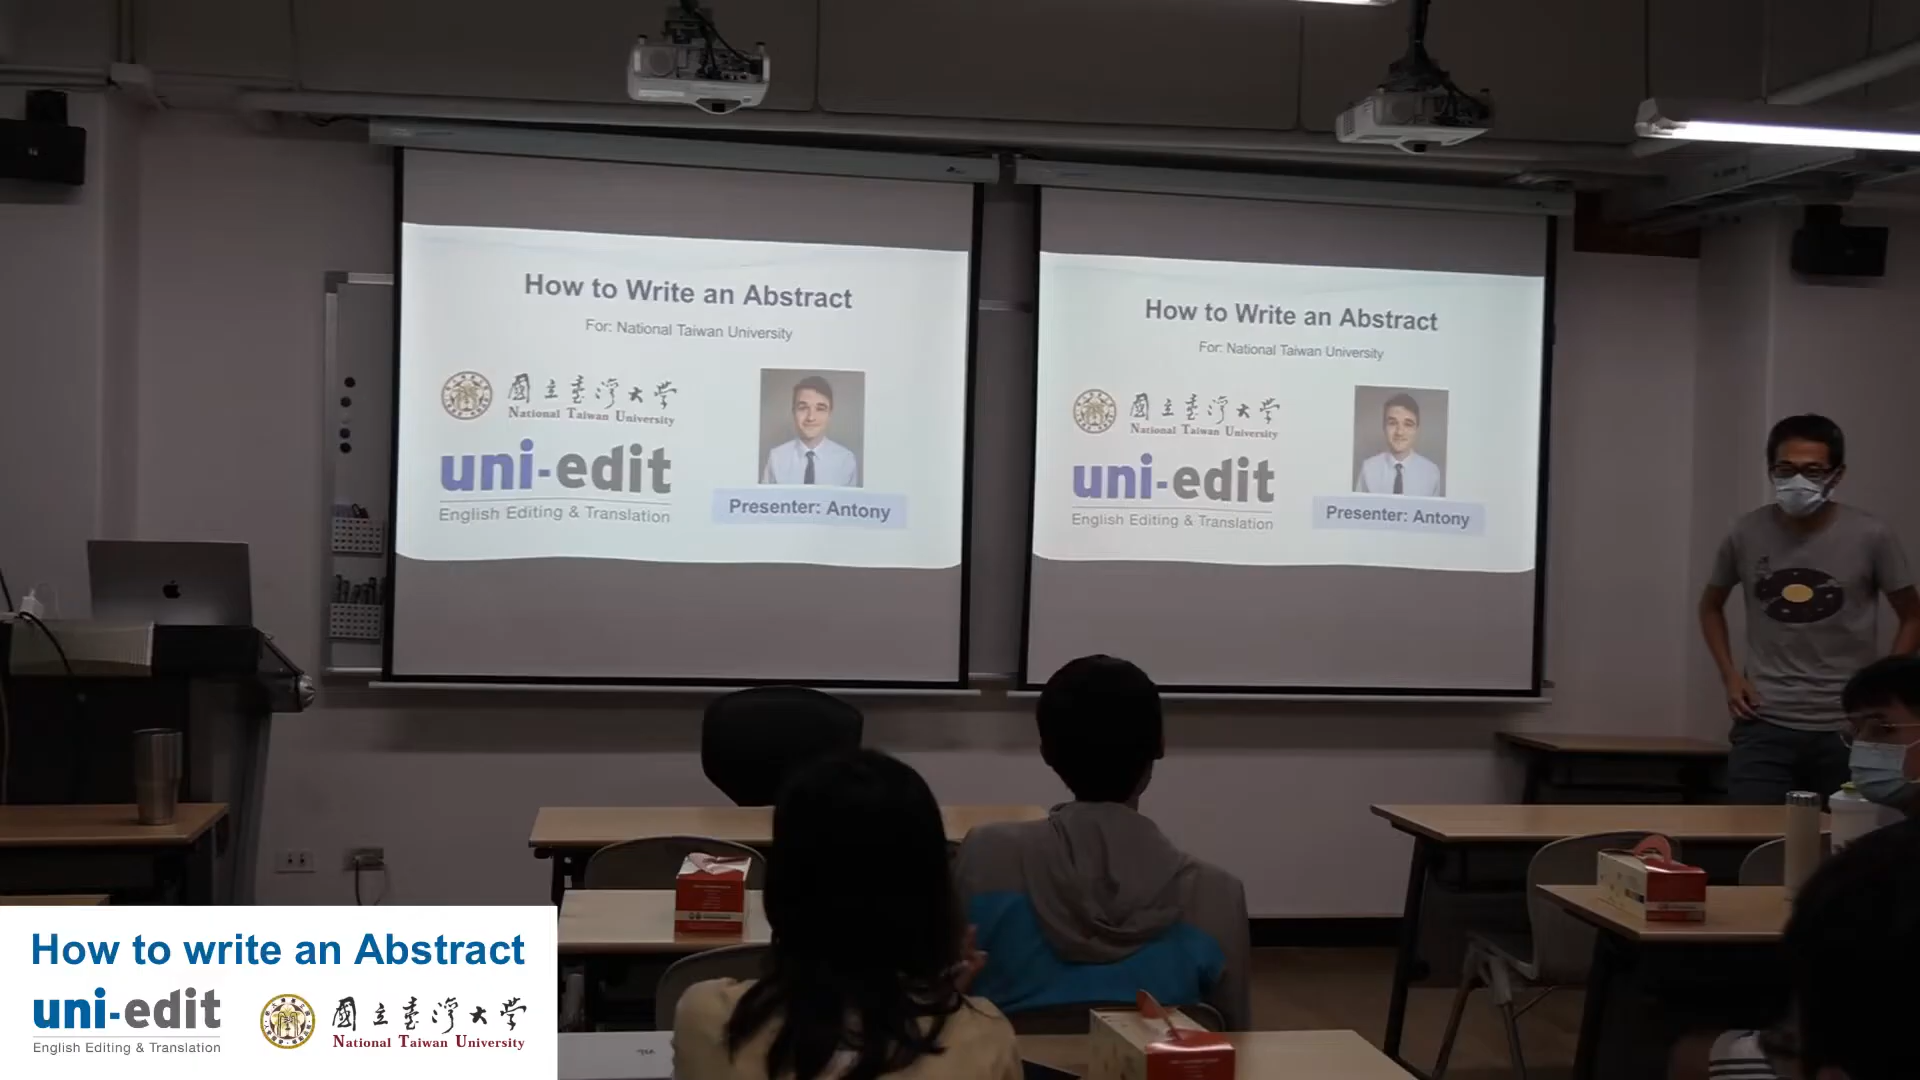 How to Write an Abstract
For: National Taiwan University
國立臺灣大學
National Taiwan University
uni-edit
English Editing & Translation
Presenter: Antony
How to Write an Abstract
For: National Taiwan University
國立臺灣大學
National Taiwan University
uni-edit
English Editing & Translation
Presenter: Antony
How to write an Abstract
uni-edit
English Editing & Translation
國立臺灣大學
National Taiwan University